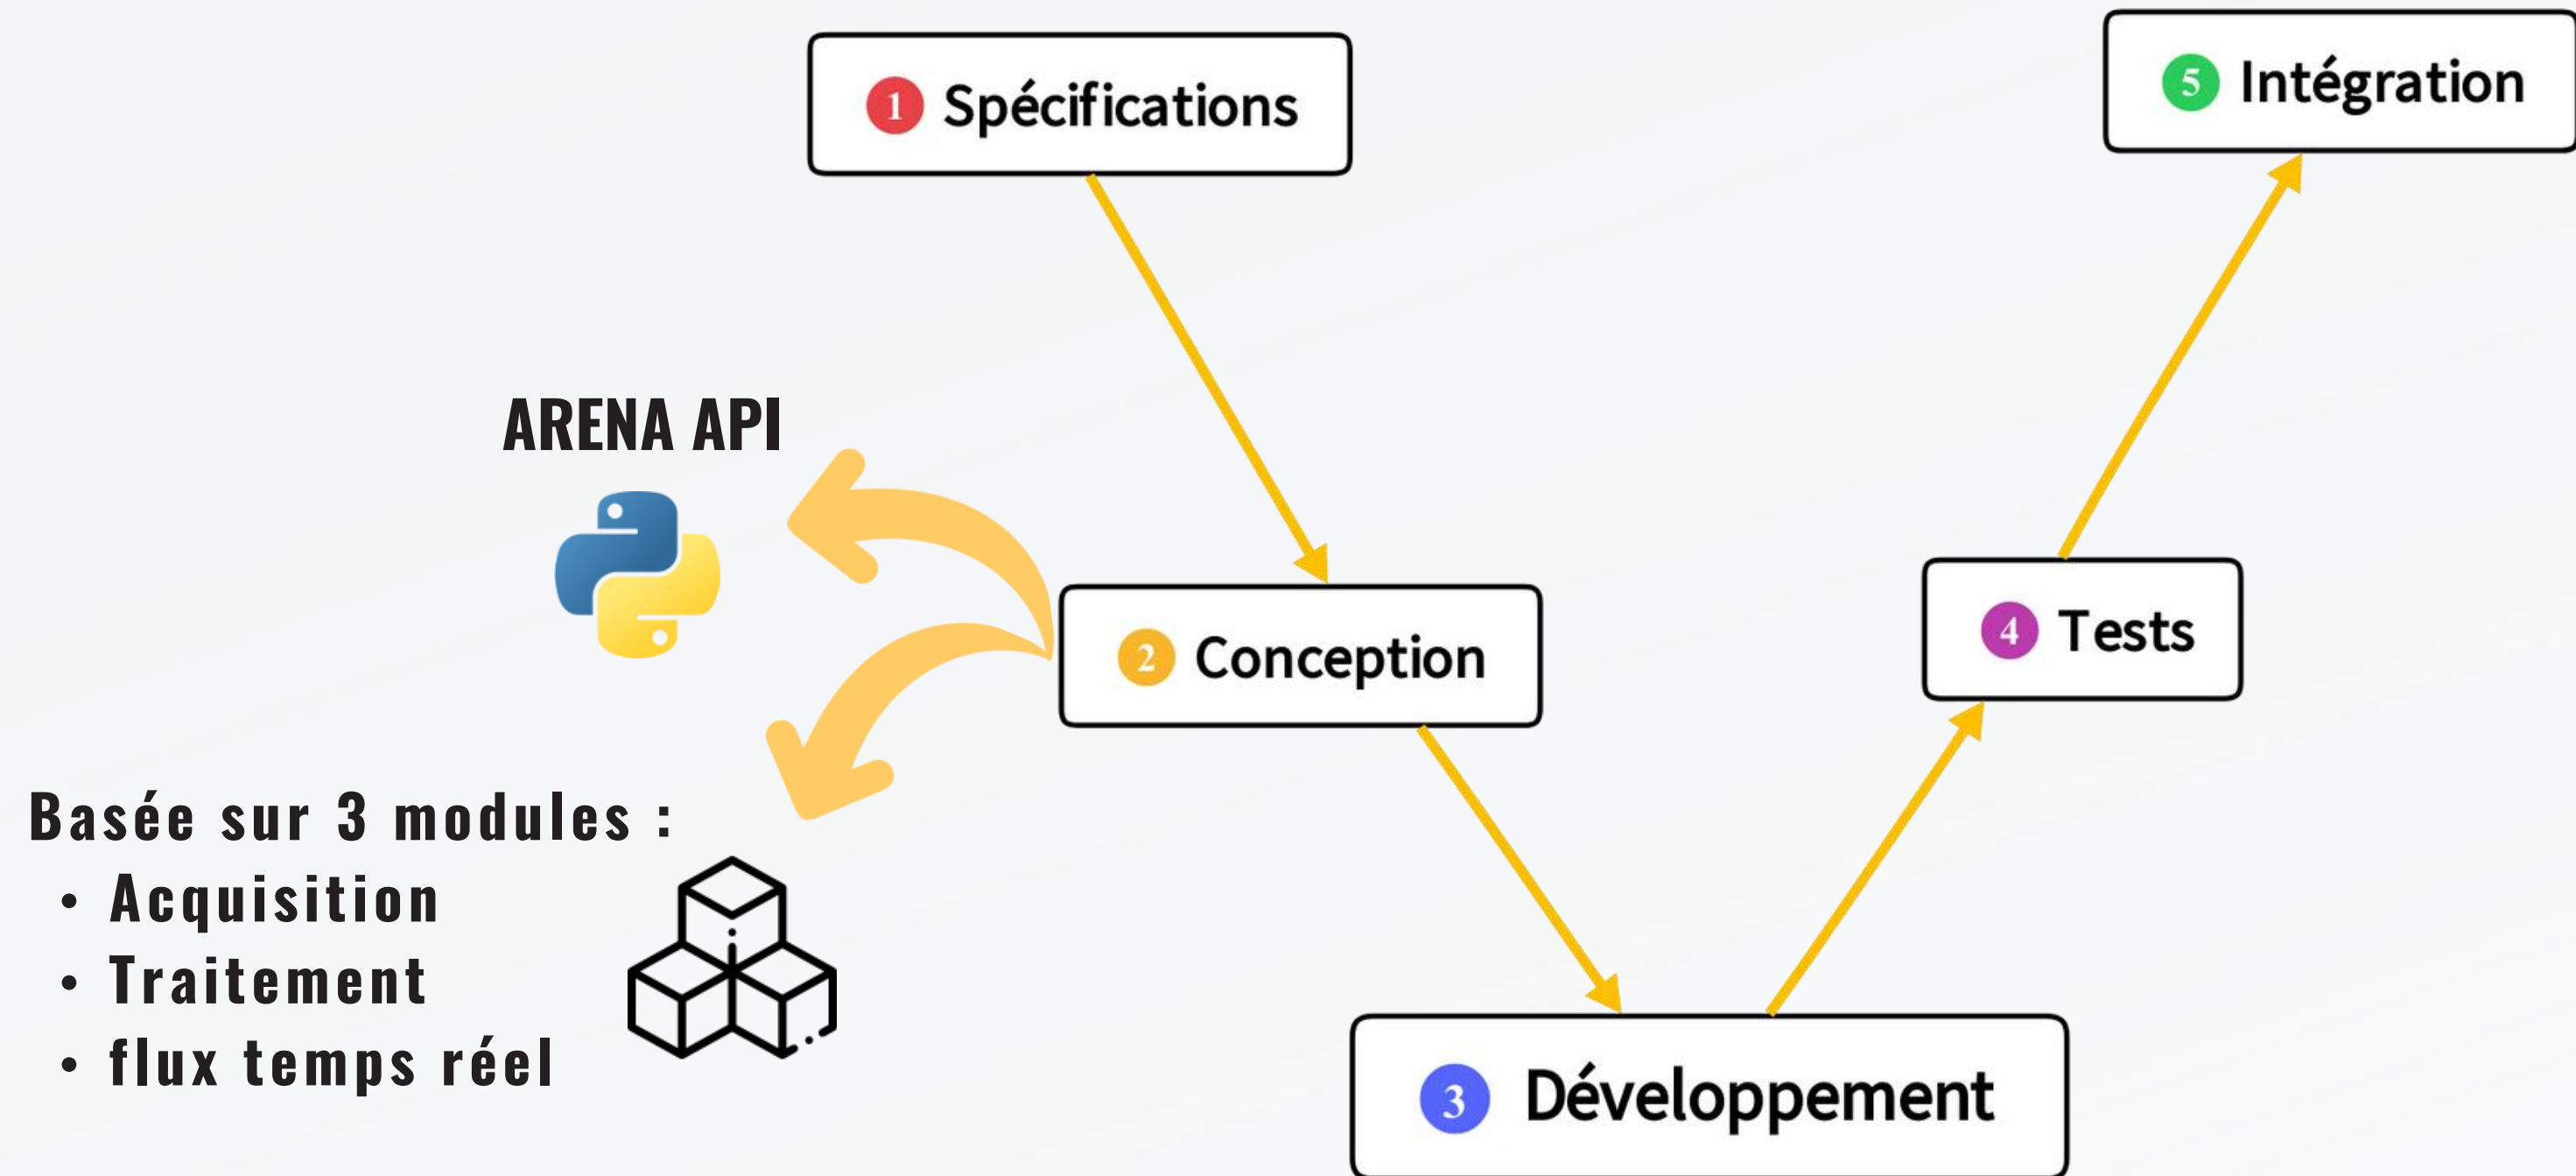 1 Spécifications
5 Intégration
ARENA API
2 Conception
4 Tests
Basée sur 3 modules :
• Acquisition
• Traitement
• flux temps réel
3 Développement